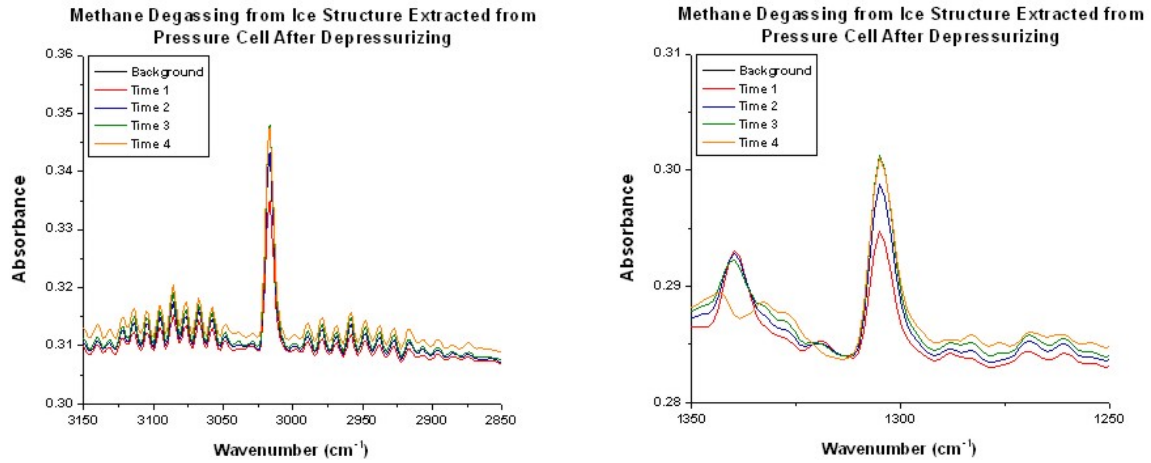 Methane Degassing from Ice Structure Extracted from
Pressure Cell After Depressurizing
0.36
0.35
0.34
0.33
0.32
0.31
0.30
Absorbance
Background
Time 1
Time 2
Time 3
Time 4
3150 3100 3050 3000 2950 2900 2850
Wavenumber (cm⁻¹)
Methane Degassing from Ice Structure Extracted from
Pressure Cell After Depressurizing
0.31
0.30
0.29
0.28
Absorbance
Background
Time 1
Time 2
Time 3
Time 4
1350 1300 1250
Wavenumber (cm⁻¹)